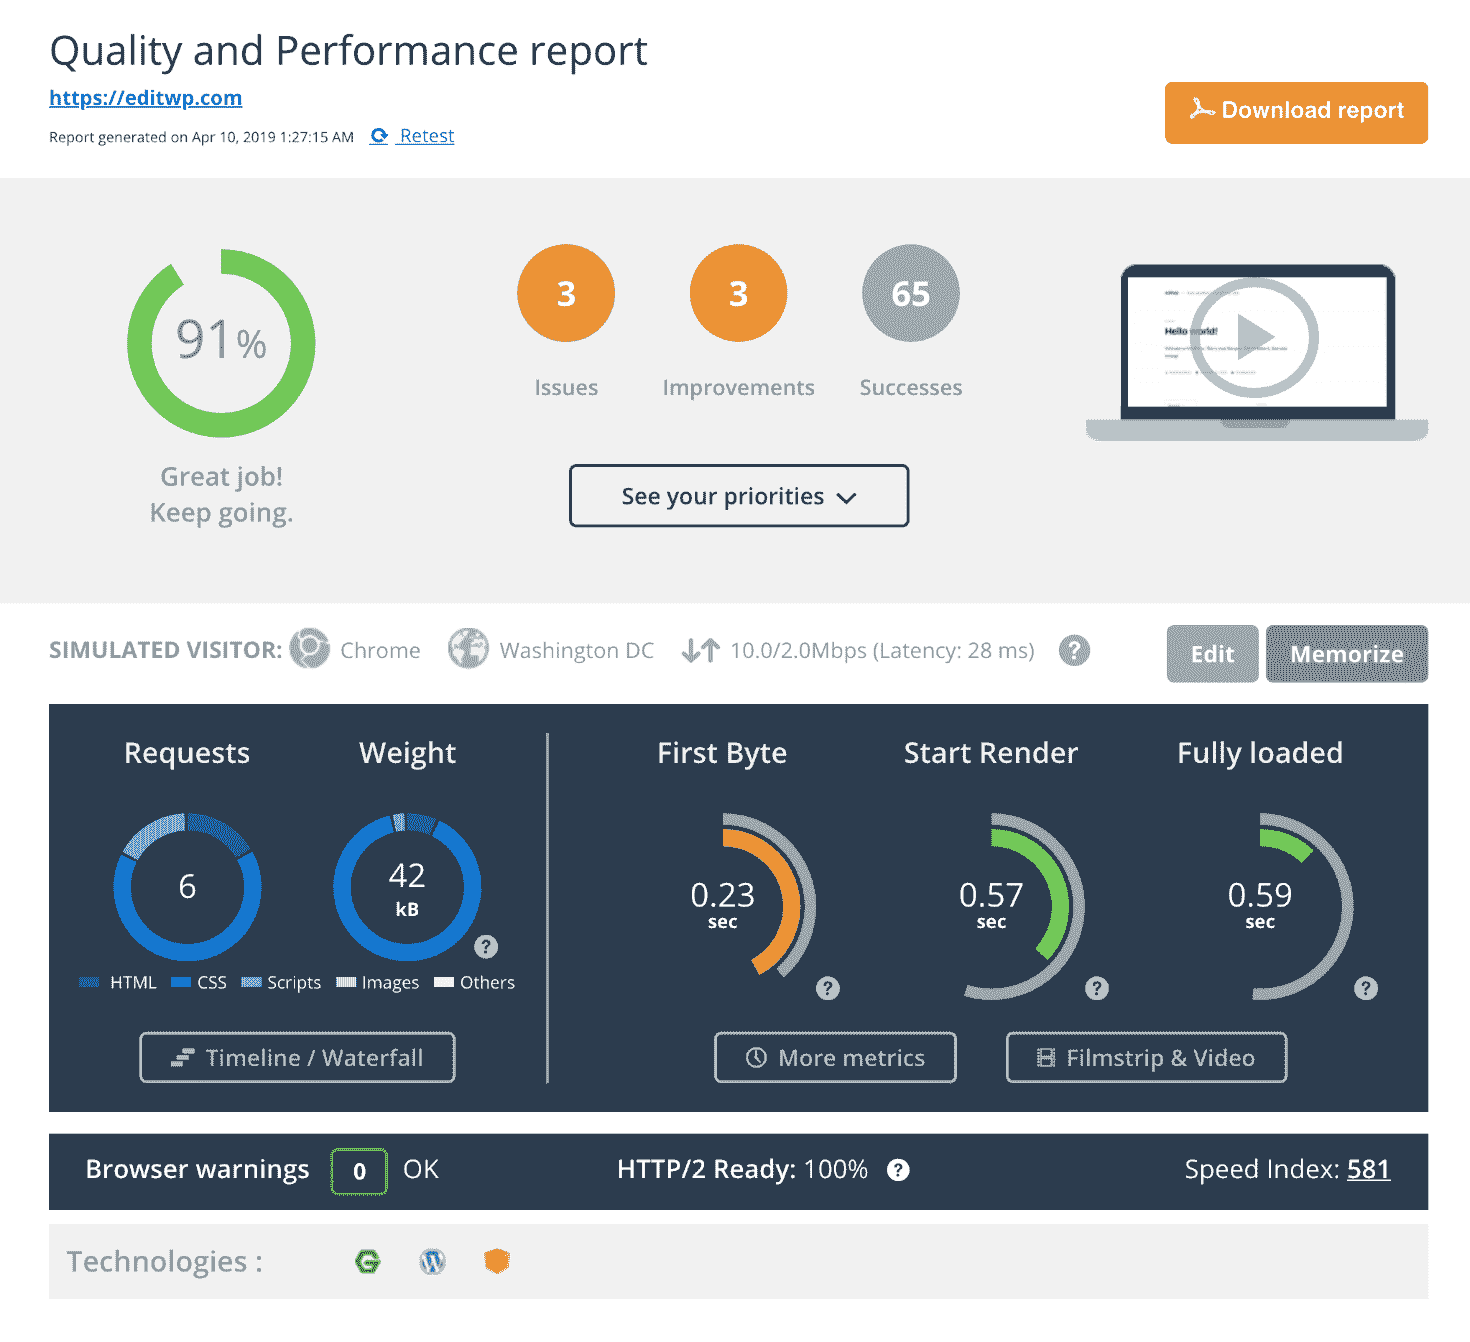 Quality and Performance report
https://editwp.com
Report generated on Apr 10, 2019 1:27:15 AM Retest
Download report
91%
Great job!
Keep going.
3 3 65
Issues Improvements Successes
See your priorities
Hello world!
SIMULATED VISITOR: Chrome Washington DC 10.0/2.0Mbps (Latency: 28 ms) ?
Edit Memorize
Requests Weight First Byte Start Render Fully loaded
6
42
kB
?
0.23
sec
?
0.57
sec
?
0.59
sec
?
HTML CSS Scripts Images Others
Timeline / Waterfall More metrics Filmstrip & Video
Browser warnings 0 OK HTTP/2 Ready: 100% ? Speed Index: 581
Technologies :